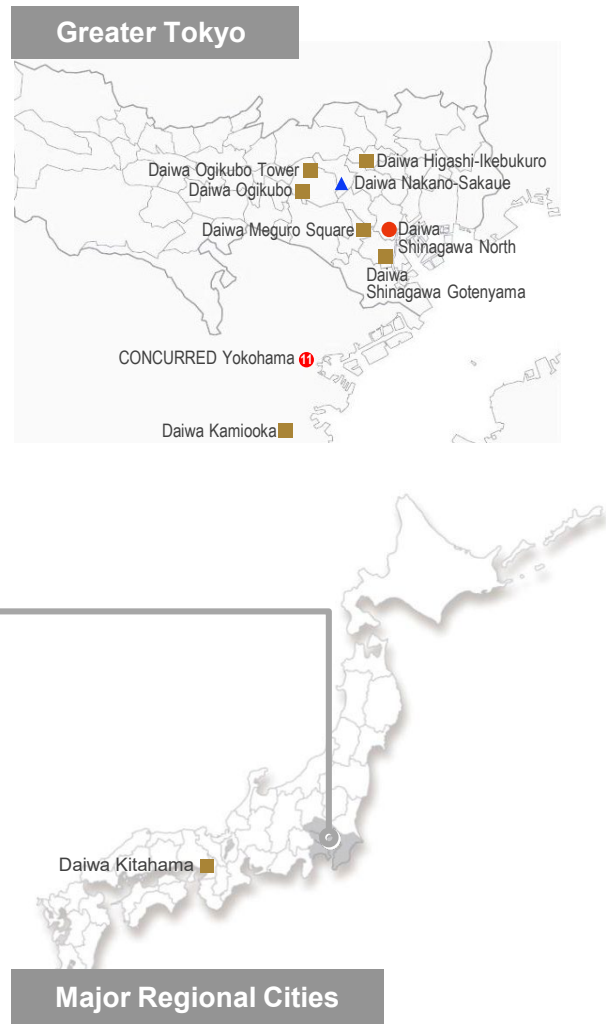 Greater Tokyo
Daiwa Higashi-Ikebukuro
Daiwa Ogikubo Tower
Daiwa Nakano-Sakaue
Daiwa Ogikubo
Daiwa Meguro Square
Daiwa
Shinagawa North
Daiwa
Shinagawa Gotenyama
CONCURRED Yokohama 11
Daiwa Kamiooka
Daiwa Kitahama
Major Regional Cities